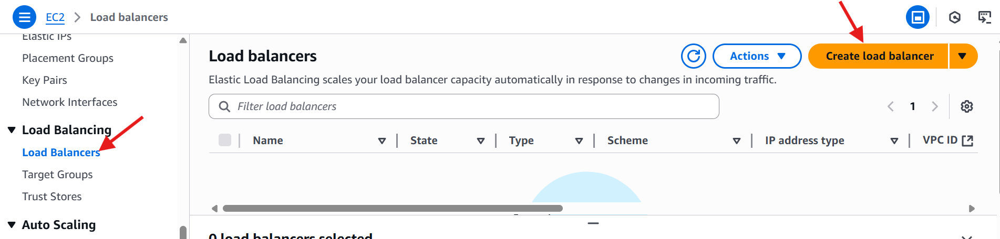 EC2 > Load balancers
Elastic IPs
Placement Groups
Key Pairs
Network Interfaces
Load Balancing
Load Balancers
Target Groups
Trust Stores
Auto Scaling
Load balancers
Actions
Create load balancer
Elastic Load Balancing scales your load balancer capacity automatically in response to changes in incoming traffic.
Filter load balancers
1
Name State Type Scheme IP address type VPC ID
0 load balancers selected